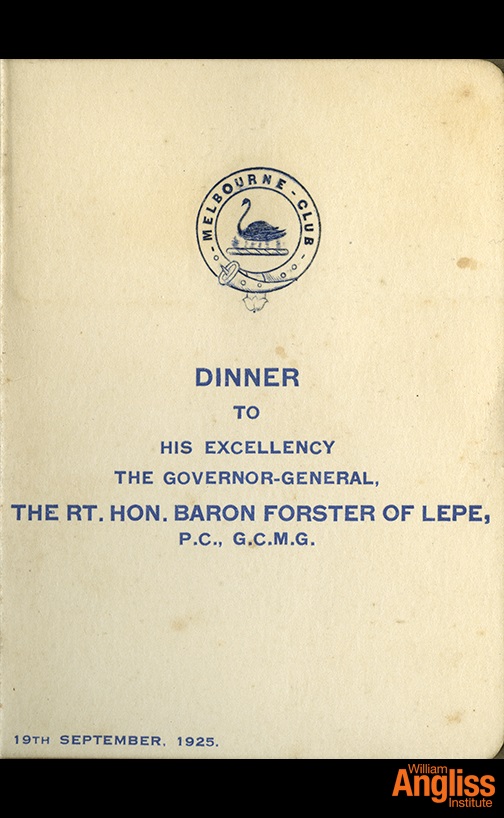 - MELBOURNE - CLUB -
DINNER
TO
HIS EXCELLENCY
THE GOVERNOR-GENERAL,
THE RT. HON. BARON FORSTER OF LEPE,
P.C., G.C.M.G.
19TH SEPTEMBER, 1925.
William
Angliss
Institute